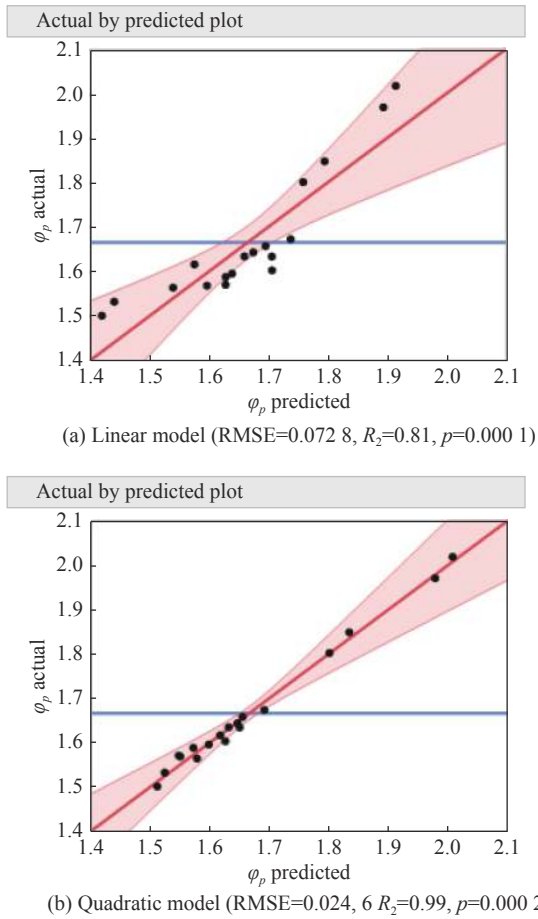 Actual by predicted plot
2.1
2.0
1.9
1.8
1.7
1.6
1.5
1.4
φp actual
1.4 1.5 1.6 1.7 1.8 1.9 2.0 2.1
φp predicted
(a) Linear model (RMSE=0.072 8, R2=0.81, p=0.000 1)
Actual by predicted plot
2.1
2.0
1.9
1.8
1.7
1.6
1.5
1.4
φp actual
1.4 1.5 1.6 1.7 1.8 1.9 2.0 2.1
φp predicted
(b) Quadratic model (RMSE=0.024, 6 R2=0.99, p=0.000 2